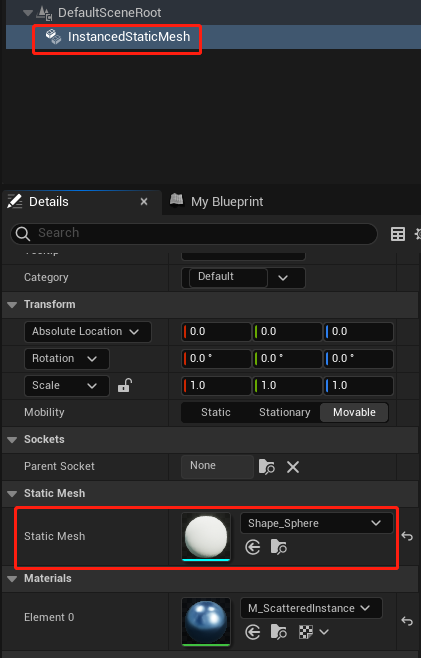 DefaultSceneRoot
InstancedStaticMesh
Details
My Blueprint
Search
Category Default
Transform
Absolute Location 0.0 0.0 0.0
Rotation 0.0 ° 0.0 ° 0.0 °
Scale 1.0 1.0 1.0
Mobility Static Stationary Movable
Sockets
Parent Socket None
Static Mesh
Static Mesh Shape_Sphere
Materials
Element 0 M_ScatteredInstance